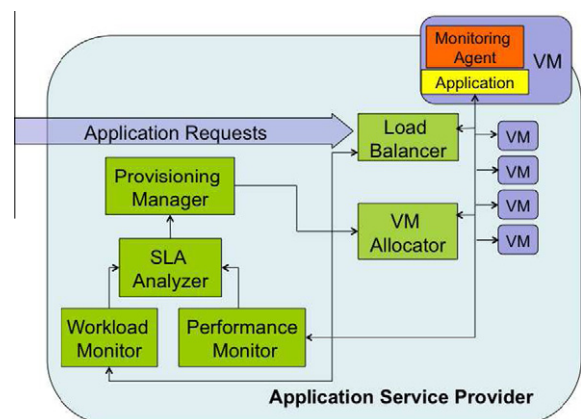 Monitoring
Agent
VM
Application
Application Requests
Load
Balancer
VM
VM
VM
VM
Provisioning
Manager
VM
Allocator
SLA
Analyzer
Workload
Monitor
Performance
Monitor
Application Service Provider